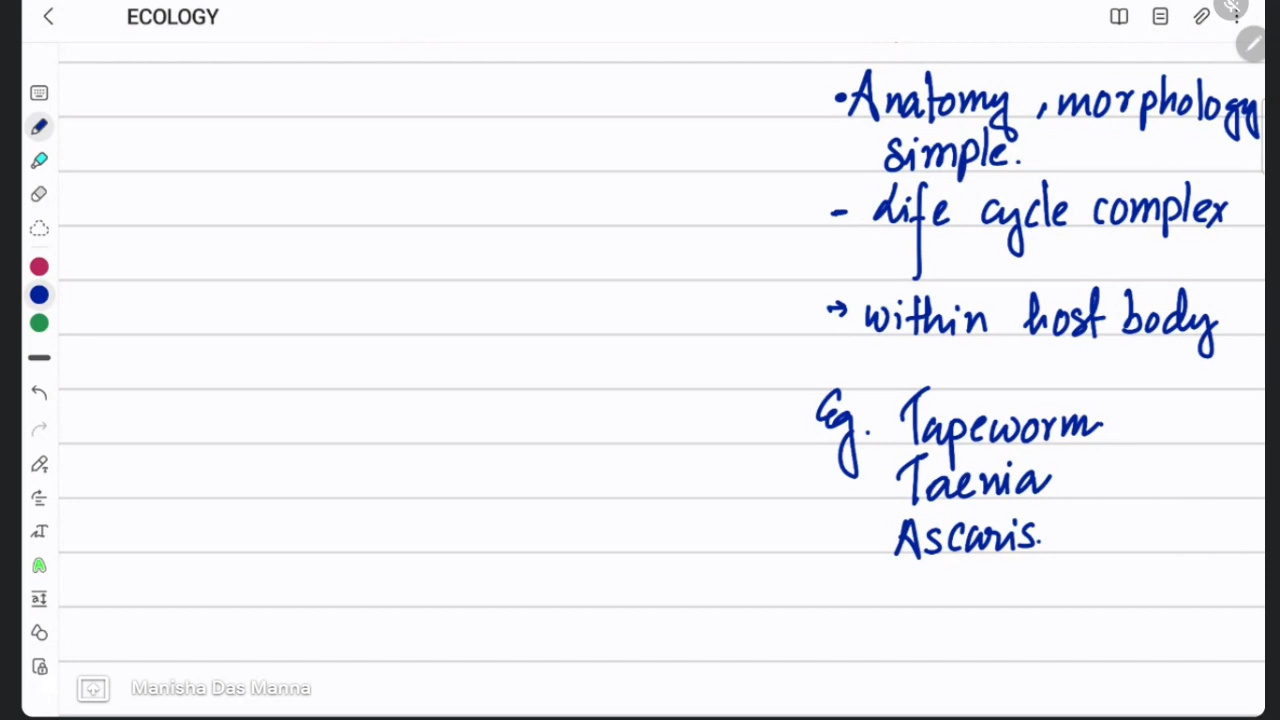 ECOLOGY
•Anatomy , morphology
simple.
- Life cycle complex
→ within host body
Eg. Tapeworm
Taenia
Ascaris.
Manisha Das Manna